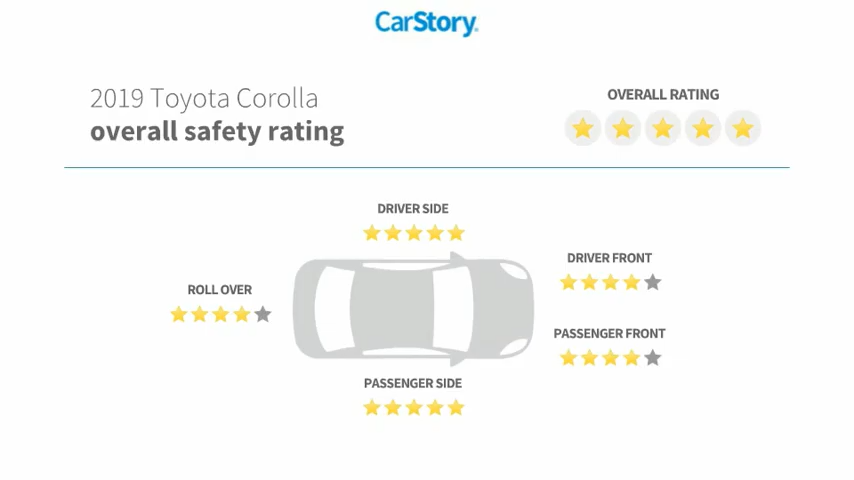 CarStory.
2019 Toyota Corolla
overall safety rating
OVERALL RATING
DRIVER SIDE
DRIVER FRONT
ROLL OVER
PASSENGER FRONT
PASSENGER SIDE